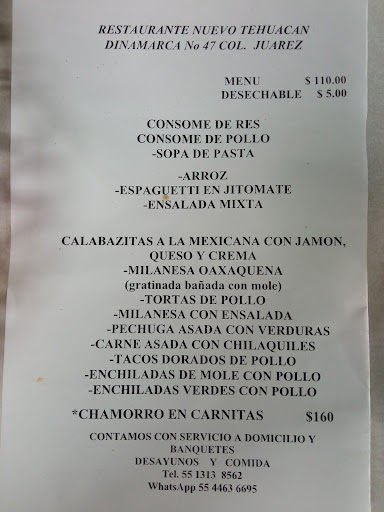 RESTAURANTE NUEVO TEHUACAN
DINAMARCA No 47 COL. JUAREZ
MENU $ 110.00
DESECHABLE $ 5.00
CONSOME DE RES
CONSOME DE POLLO
-SOPA DE PASTA
-ARROZ
-ESPAGUETTI EN JITOMATE
-ENSALADA MIXTA
CALABAZITAS A LA MEXICANA CON JAMON,
QUESO Y CREMA
-MILANESA OAXAQUENA
(gratinada bañada con mole)
-TORTAS DE POLLO
-MILANESA CON ENSALADA
-PECHUGA ASADA CON VERDURAS
-CARNE ASADA CON CHILAQUILES
-TACOS DORADOS DE POLLO
-ENCHILADAS DE MOLE CON POLLO
-ENCHILADAS VERDES CON POLLO
*CHAMORRO EN CARNITAS $160
CONTAMOS CON SERVICIO A DOMICILIO Y
BANQUETES
DESAYUNOS Y COMIDA
Tel. 55 1313 8562
WhatsApp 55 4463 6695